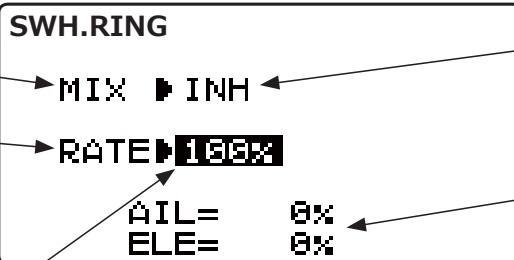 SWH.RING
MIX ▶ INH
RATE▶100%
AIL= 0%
ELE= 0%